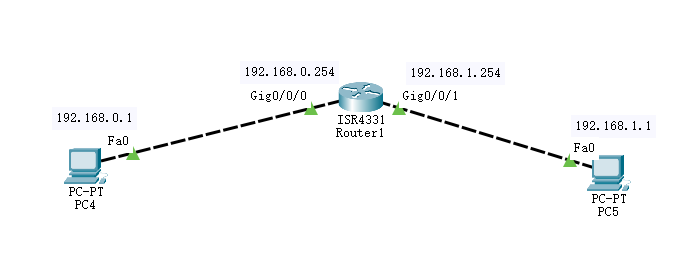 192.168.0.254
192.168.1.254
Gig0/0/0
Gig0/0/1
ISR4331
Router1
192.168.0.1
Fa0
PC-PT
PC4
192.168.1.1
Fa0
PC-PT
PC5